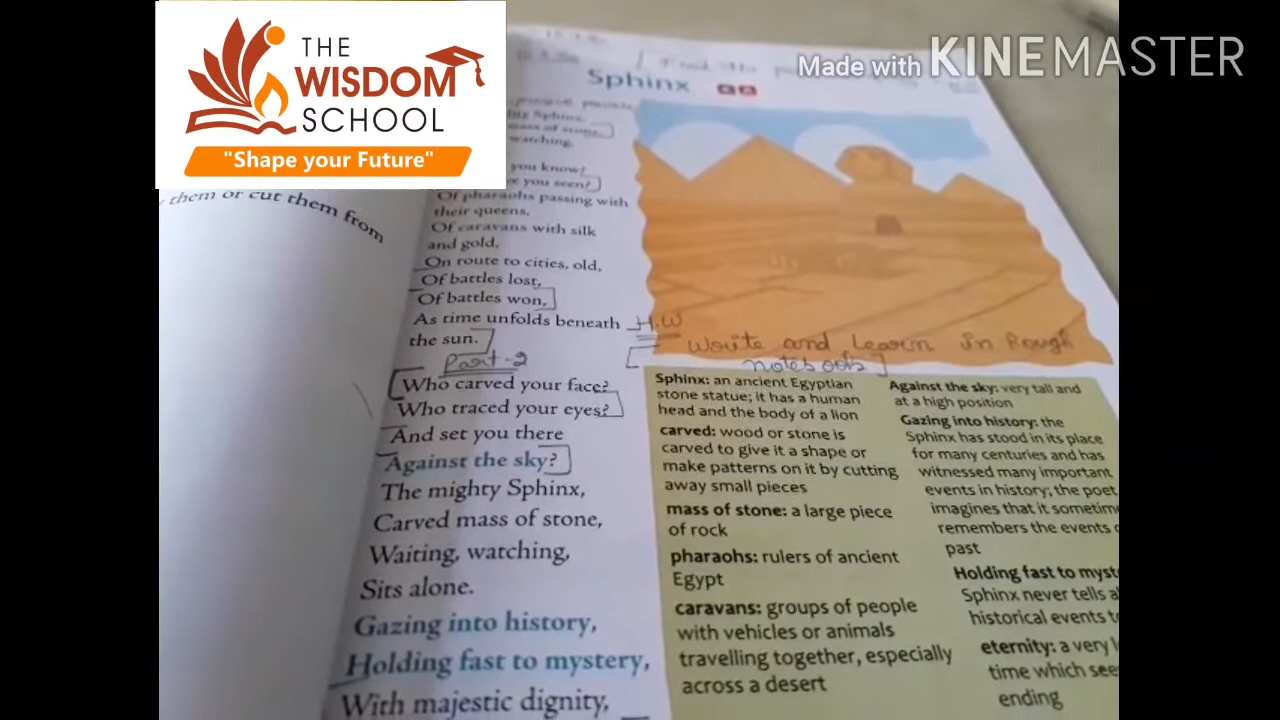 THE
WISDOM
SCHOOL
"Shape your Future"
Made with KINEMASTER
Sphinx
Sphinx,
mass of stone,
watching,
you know?
you seen?
Of pharaohs passing with
their queens,
Of caravans with silk
and gold,
On route to cities, old,
Of battles lost,
Of battles won,
As time unfolds beneath
the sun.
Part-2
Who carved your face?
Who traced your eyes?
And set you there
Against the sky?
The mighty Sphinx,
Carved mass of stone,
Waiting, watching,
Sits alone.
Gazing into history,
Holding fast to mystery,
With majestic dignity,
them or cut them from
H.W
Write and Learn in Rough
notebook
Sphinx: an ancient Egyptian
stone statue; it has a human
head and the body of a lion
carved: wood or stone is
carved to give it a shape or
make patterns on it by cutting
away small pieces
mass of stone: a large piece
of rock
pharaohs: rulers of ancient
Egypt
caravans: groups of people
with vehicles or animals
travelling together, especially
across a desert
Against the sky: very tall and
at a high position
Gazing into history: the
Sphinx has stood in its place
for many centuries and has
witnessed many important
events in history; the poet
imagines that it
remembers the events
past
Holding fast to
Sphinx never tells
historical events
eternity: a very
time which
ending